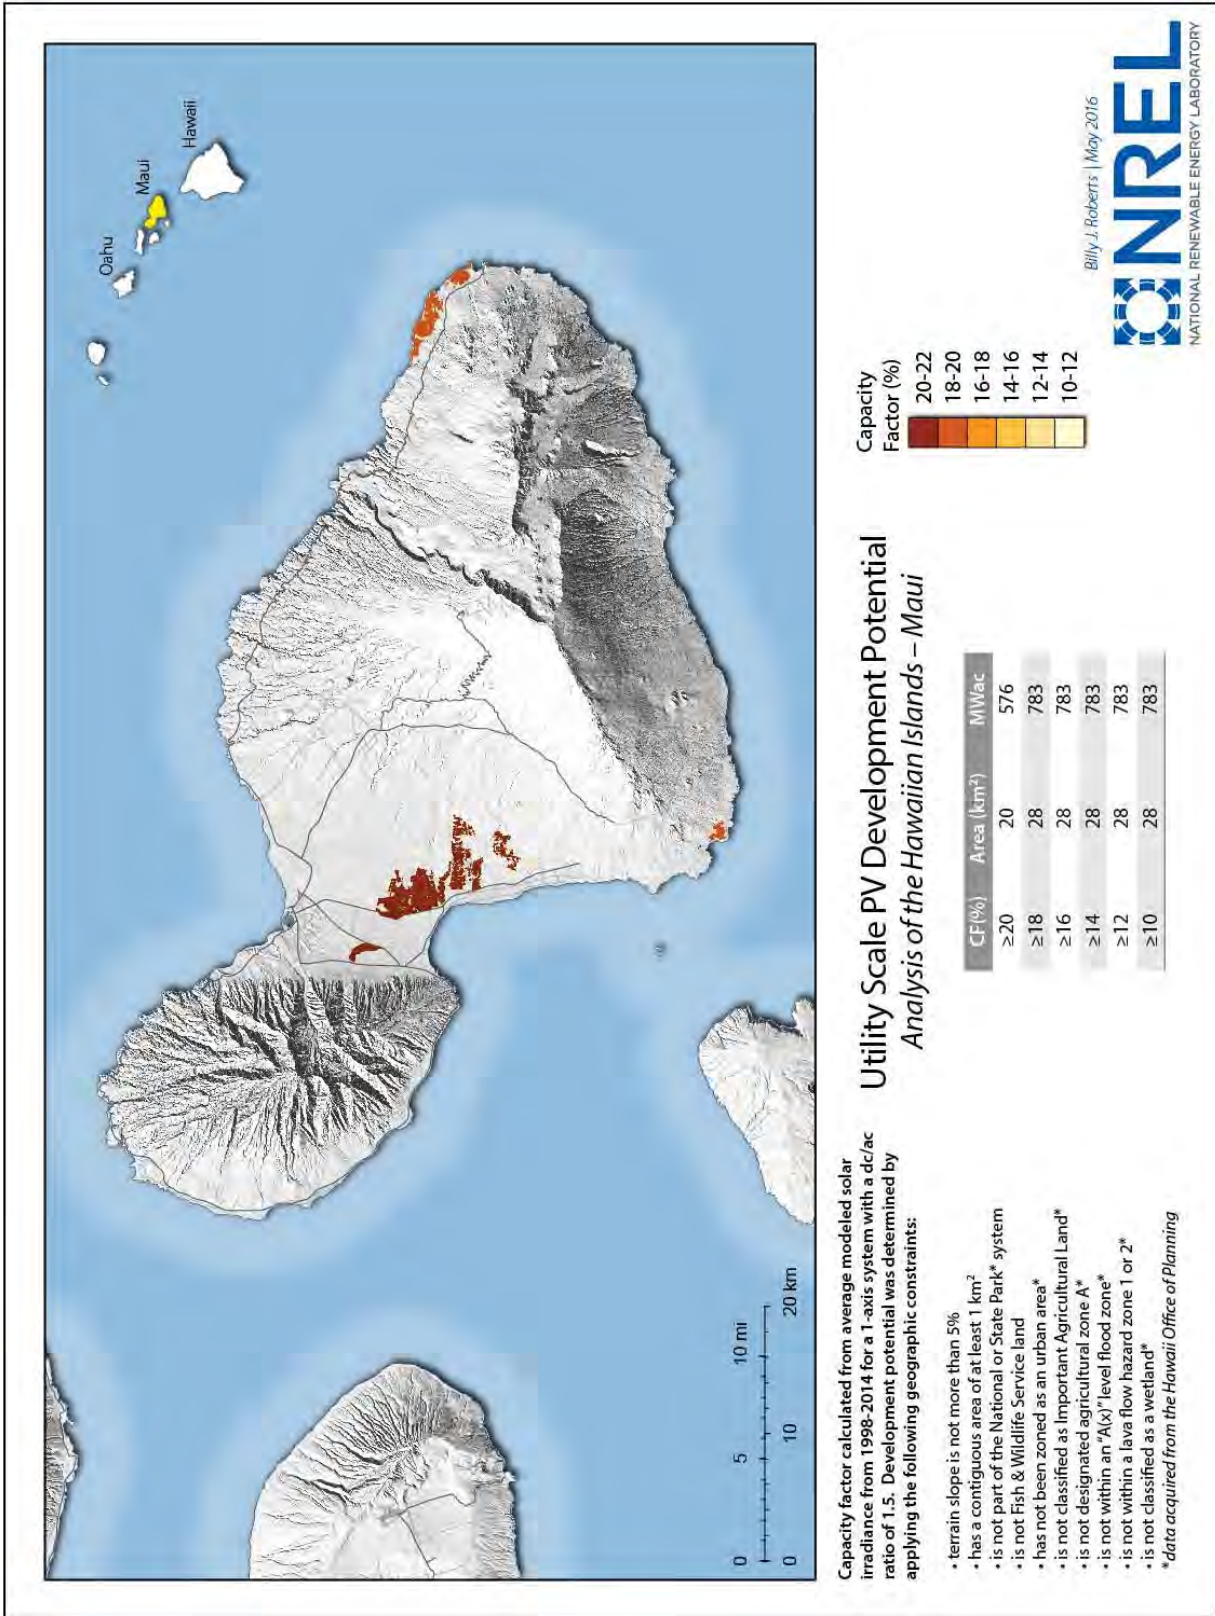 Oahu
Maui
Hawaii
0 5 10 mi
0 10 20 km
Capacity factor calculated from average modeled solar
irradiance from 1998-2014 for a 1-axis system with a dc/ac
ratio of 1.5. Development potential was determined by
applying the following geographic constraints:
• terrain slope is not more than 5%
• has a contiguous area of at least 1 km²
• is not part of the National or State Park* system
• is not Fish & Wildlife Service land
• has not been zoned as an urban area*
• is not classified as Important Agricultural Land*
• is not designated agricultural zone A*
• is not within an "A(x)" level flood zone*
• is not within a lava flow hazard zone 1 or 2*
• is not classified as a wetland*
*data acquired from the Hawaii Office of Planning
Utility Scale PV Development Potential
Analysis of the Hawaiian Islands – Maui
CF(%) Area (km²) MWac
≥20 20 576
≥18 28 783
≥16 28 783
≥14 28 783
≥12 28 783
≥10 28 783
Capacity
Factor (%)
20-22
18-20
16-18
14-16
12-14
10-12
Billy J. Roberts | May 2016
NREL
NATIONAL RENEWABLE ENERGY LABORATORY